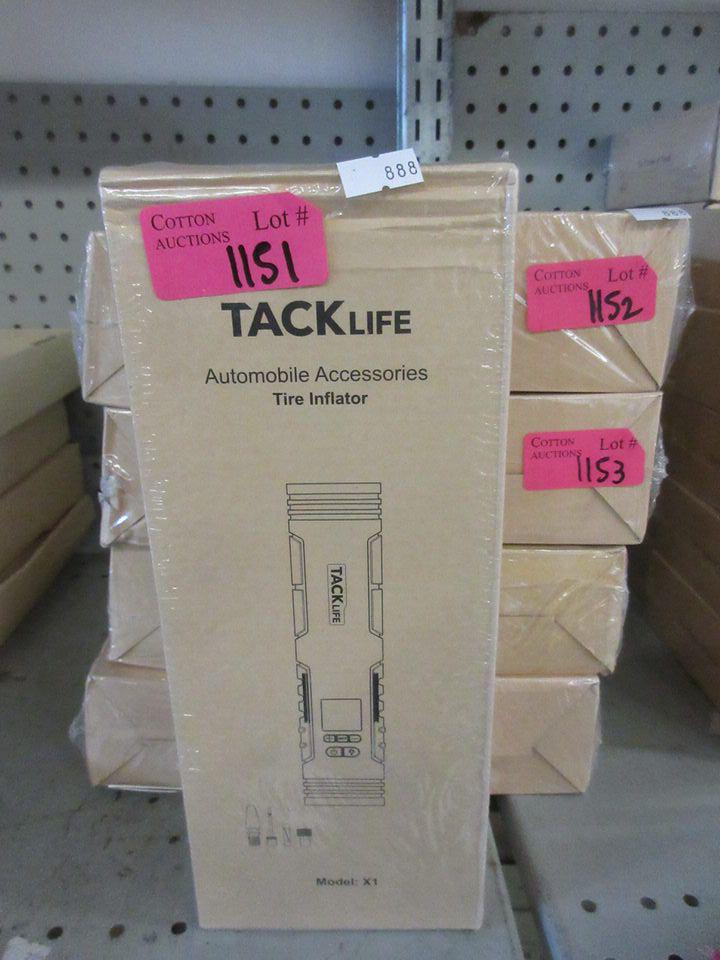 888
COTTON Lot #
AUCTIONS
1151
TACKLIFE
Automobile Accessories
Tire Inflator
TACKLIFE
Model: X1
888
COTTON Lot #
AUCTIONS
1152
COTTON Lot #
AUCTIONS
1153